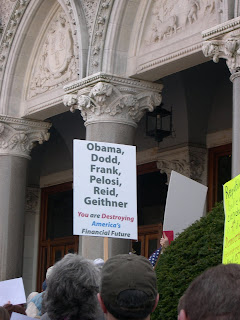 Obama,
Dodd,
Frank,
Pelosi,
Reid,
Geithner
You are Destroying
America's
Financial Future